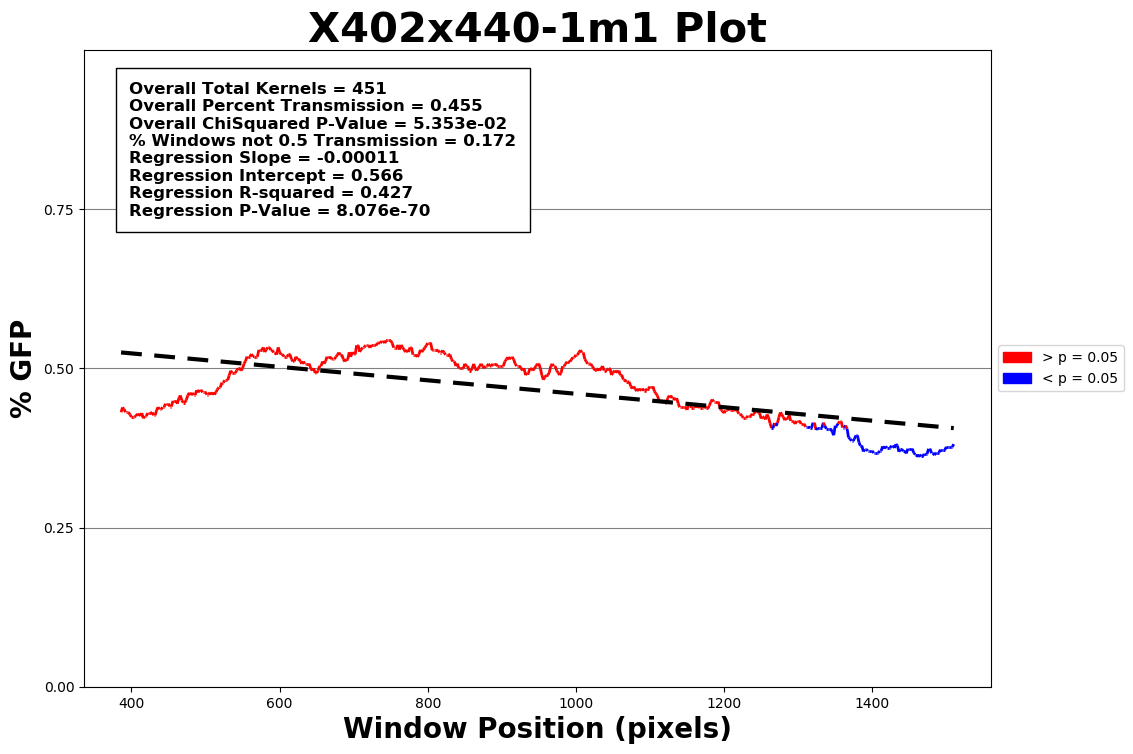 X402x440-1m1 Plot
Overall Total Kernels = 451
Overall Percent Transmission = 0.455
Overall ChiSquared P-Value = 5.353e-02
% Windows not 0.5 Transmission = 0.172
Regression Slope = -0.00011
Regression Intercept = 0.566
Regression R-squared = 0.427
Regression P-Value = 8.076e-70
% GFP
0.75
0.50
0.25
0.00
> p = 0.05
< p = 0.05
400 600 800 1000 1200 1400
Window Position (pixels)